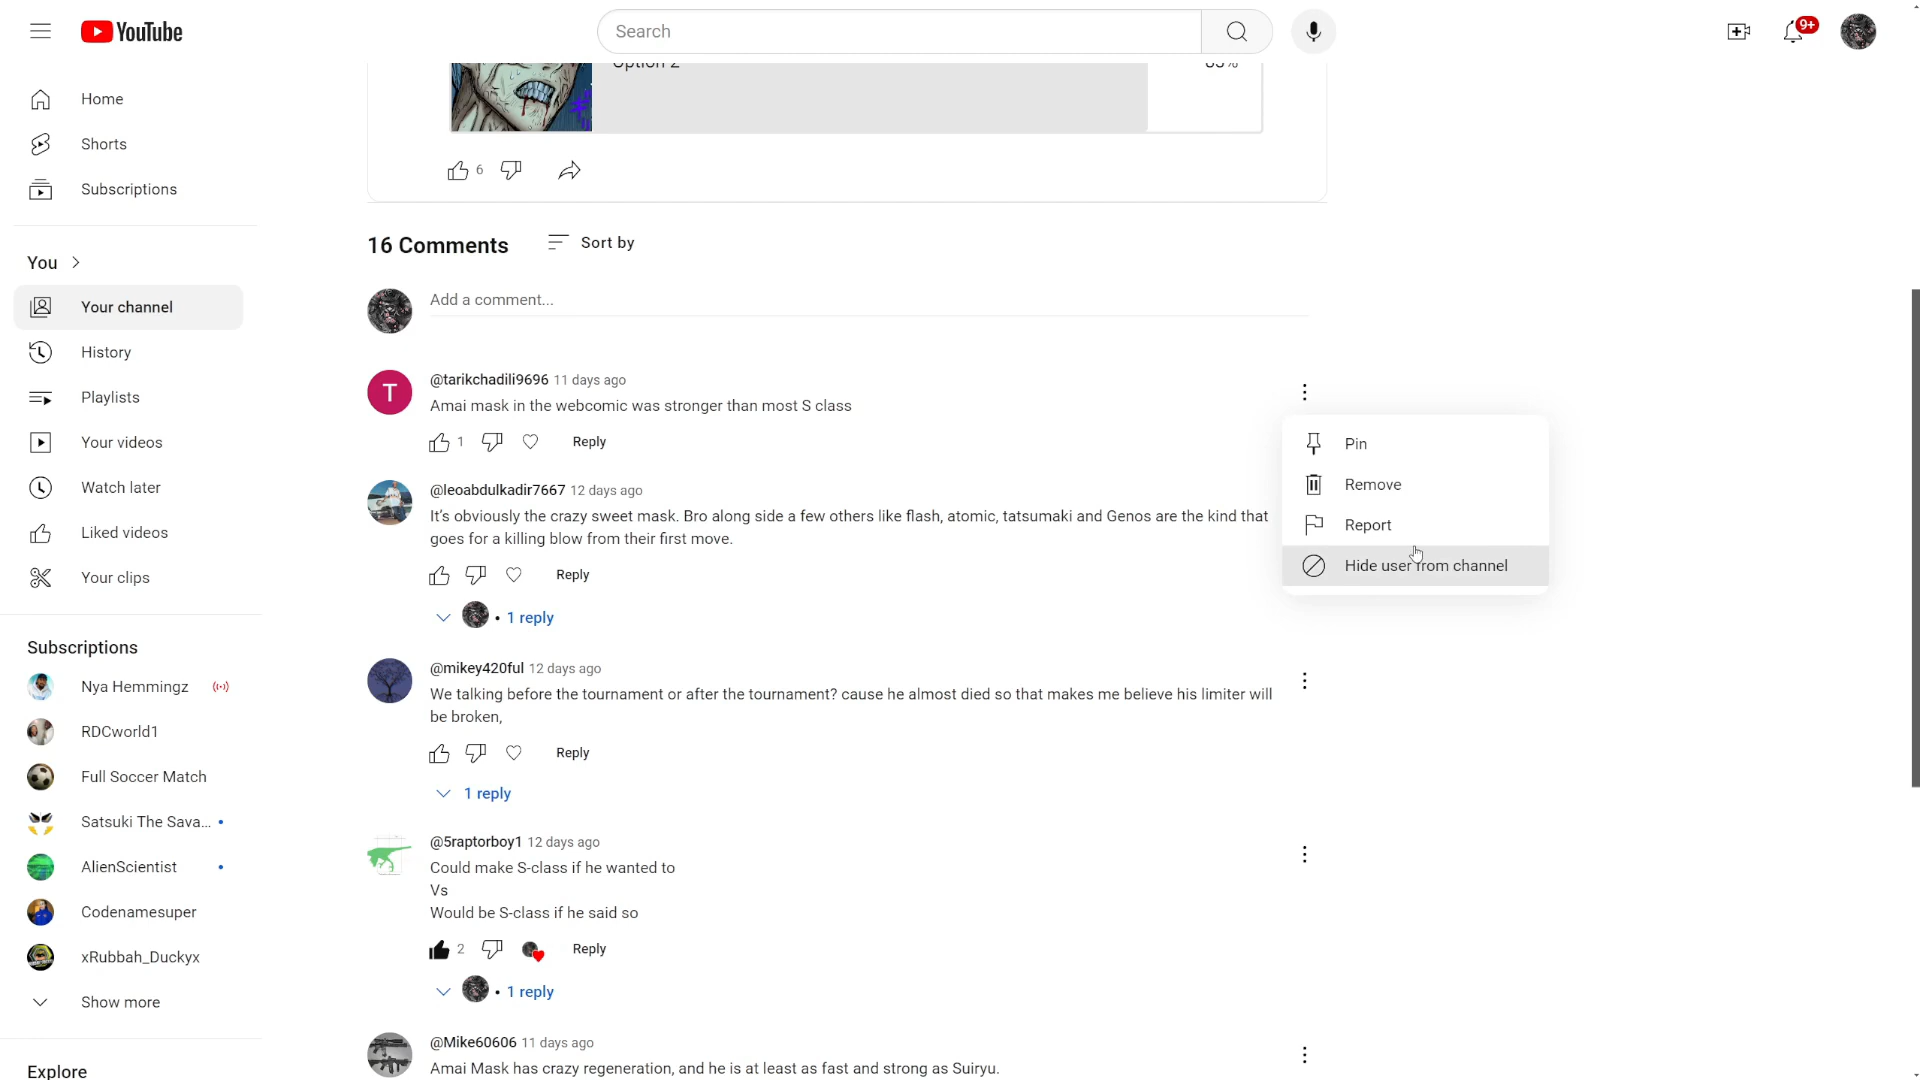 YouTube
Search
9+
Home
Shorts
Subscriptions
You
Your channel
History
Playlists
Your videos
Watch later
Liked videos
Your clips
Subscriptions
Nya Hemmingz
RDCworld1
Full Soccer Match
Satsuki The Sava...
AlienScientist
Codenamesuper
xRubbah_Duckyx
Show more
Explore
Option 2
83%
6
16 Comments
Sort by
Add a comment...
T
@tarikchadili9696 11 days ago
Amai mask in the webcomic was stronger than most S class
1 Reply
Pin
Remove
Report
Hide user from channel
@leoabdulkadir7667 12 days ago
It's obviously the crazy sweet mask. Bro along side a few others like flash, atomic, tatsumaki and Genos are the kind that
goes for a killing blow from their first move.
Reply
• 1 reply
@mikey420ful 12 days ago
We talking before the tournament or after the tournament? cause he almost died so that makes me believe his limiter will
be broken,
Reply
1 reply
@5raptorboy1 12 days ago
Could make S-class if he wanted to
Vs
Would be S-class if he said so
2 Reply
• 1 reply
@Mike60606 11 days ago
Amai Mask has crazy regeneration, and he is at least as fast and strong as Suiryu.